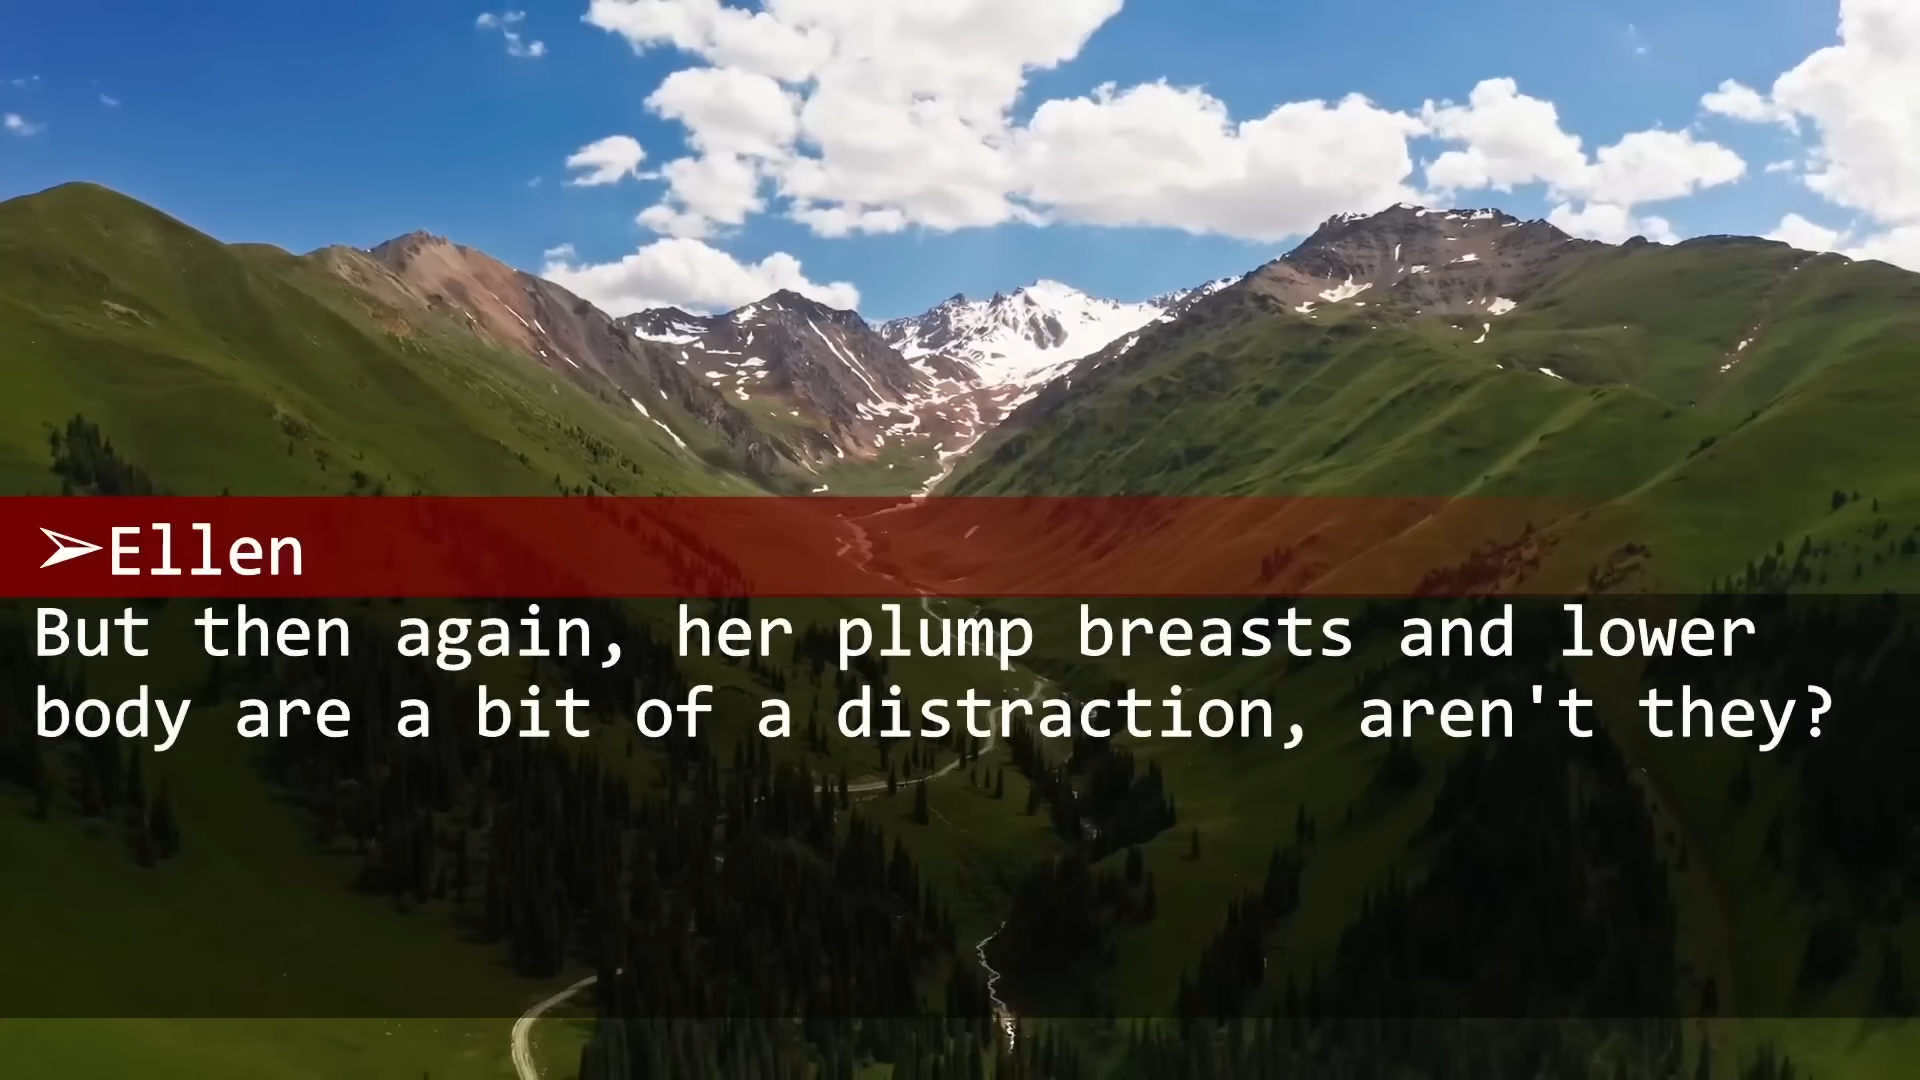 ➢Ellen
But then again, her plump breasts and lower
body are a bit of a distraction, aren't they?